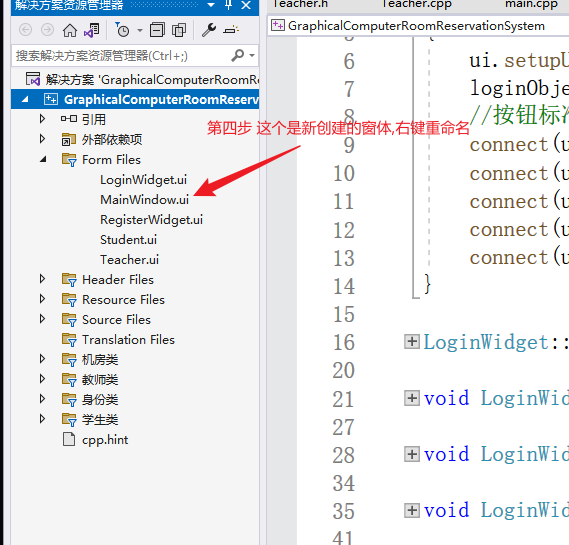 解决方案资源管理器
Teacher.h Teacher.cpp main.cpp
GraphicalComputerRoomReservationSystem
搜索解决方案资源管理器(Ctrl+;)
解决方案 'GraphicalComputerRoomR
GraphicalComputerRoomReser
引用
外部依赖项
Form Files
LoginWidget.ui
MainWindow.ui
RegisterWidget.ui
Student.ui
Teacher.ui
Header Files
Resource Files
Source Files
Translation Files
机房类
教师类
身份类
学生类
cpp.hint
第四步 这个是新创建的窗体,右键重命名
6 ui.setupU
7 loginObje
8 //按钮标准
9 connect(u
10 connect(u
11 connect(u
12 connect(u
13 connect(u
14 }
15
16 LoginWidget::
20
21 void LoginWid
27
28 void LoginWid
34
35 void LoginWid
41